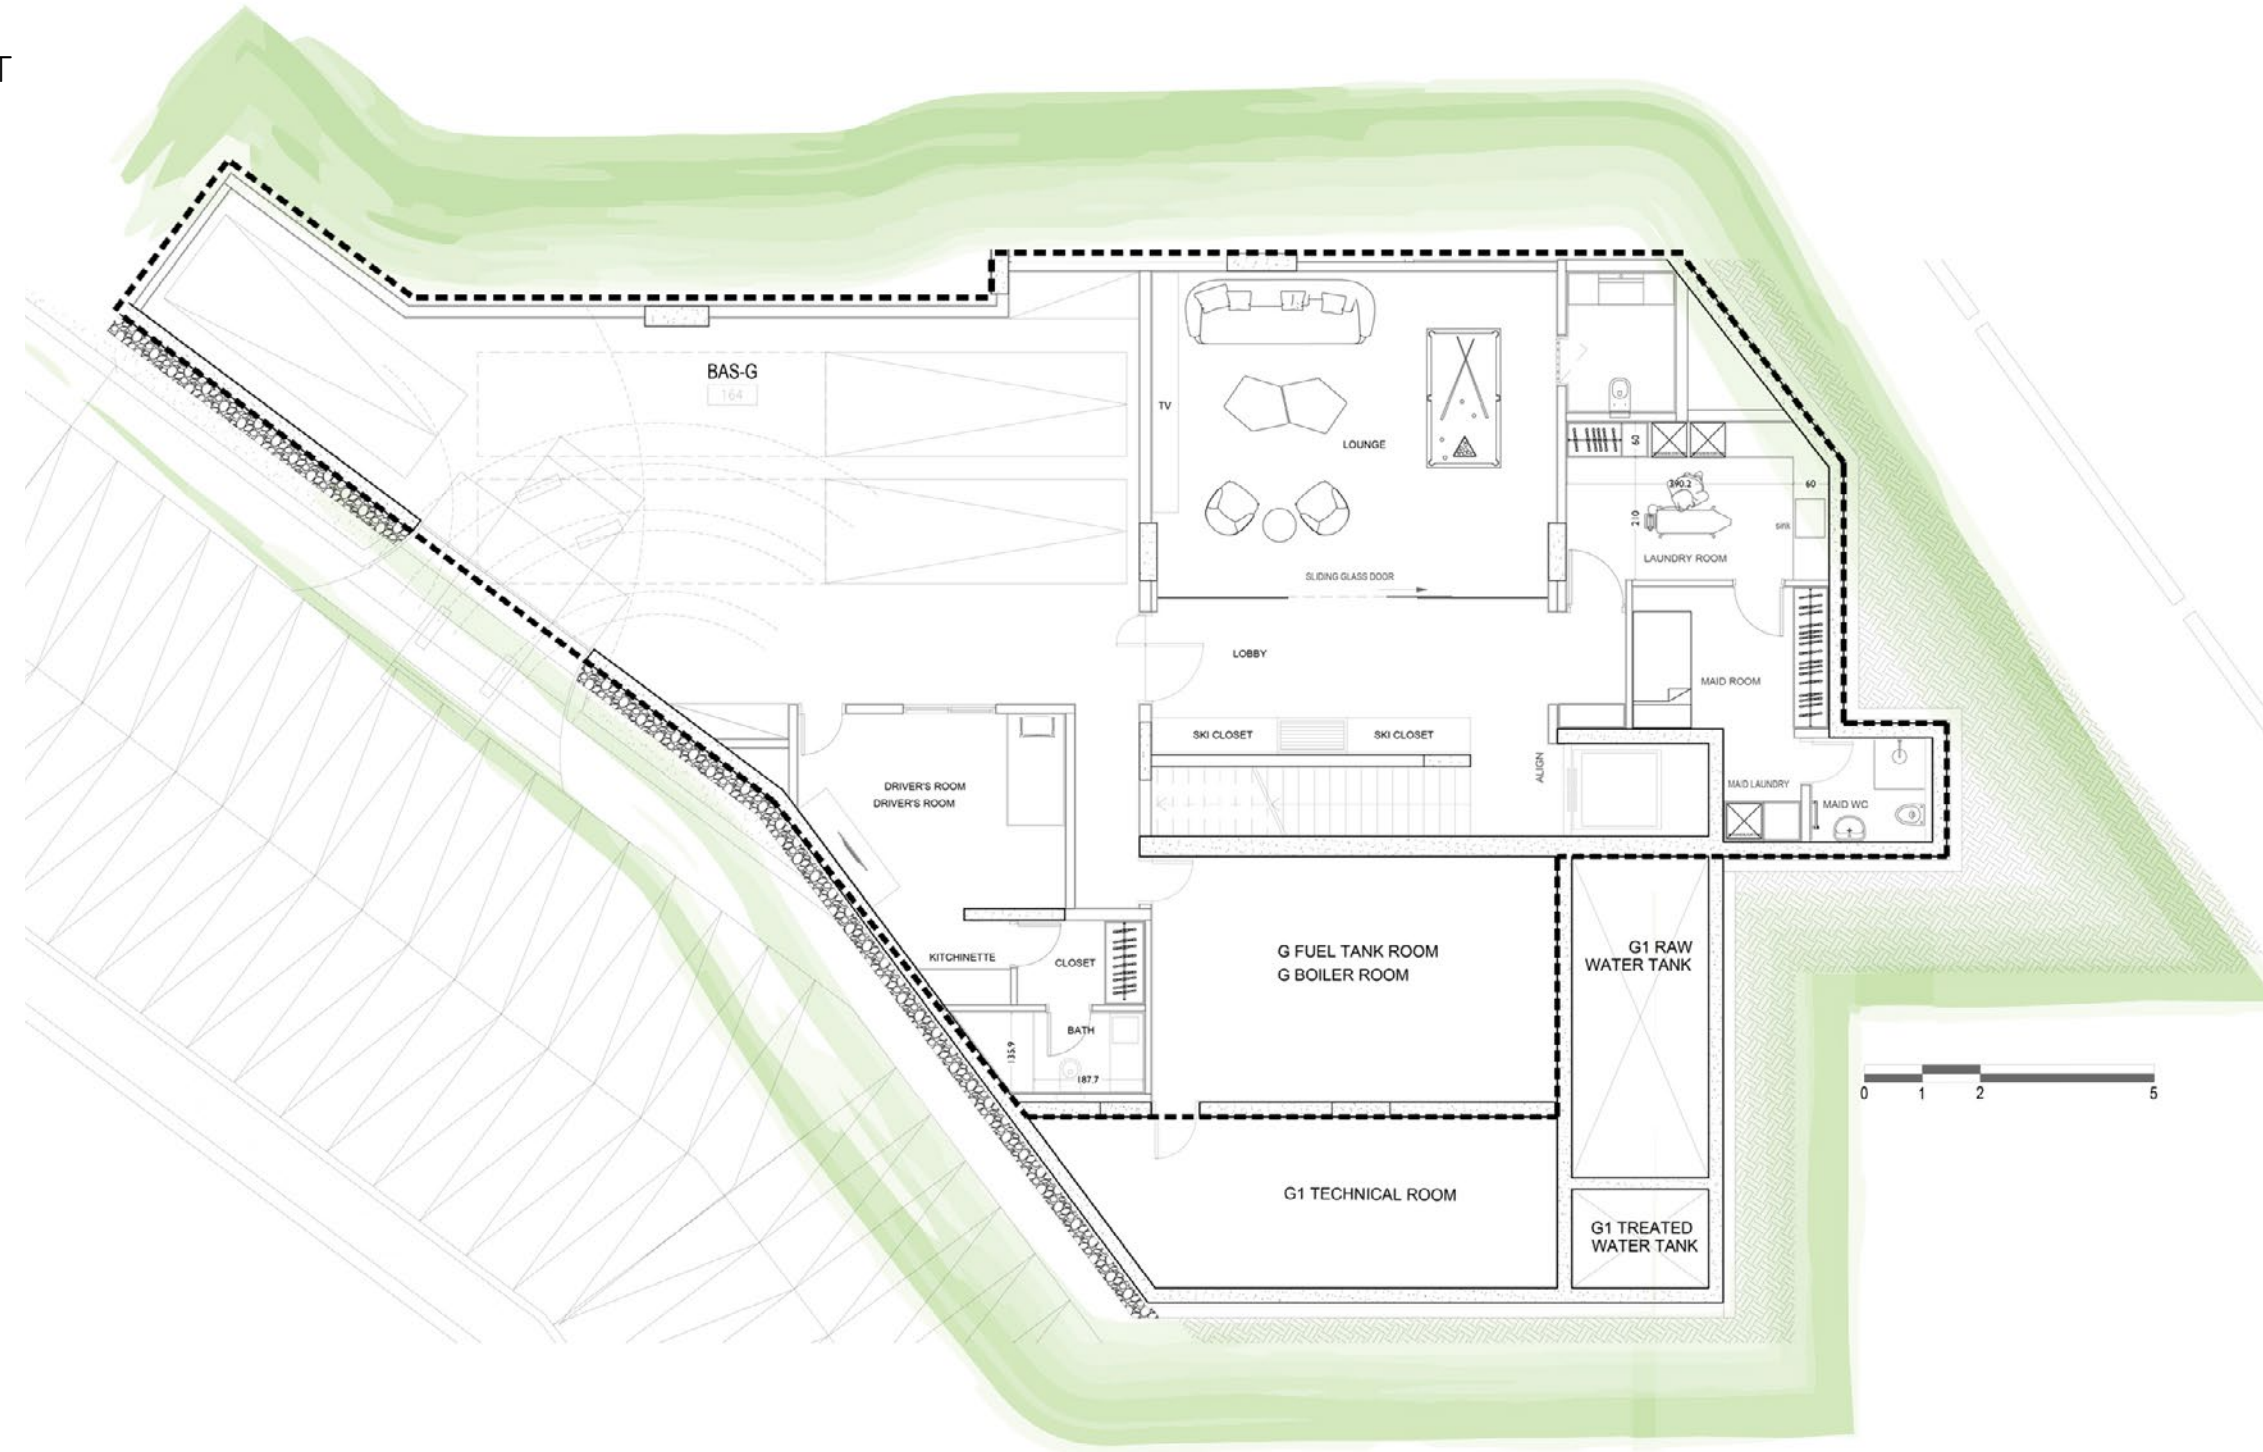 T
BAS-G
164
TV
LOUNGE
60
290.2
60
210
sink
LAUNDRY ROOM
SLIDING GLASS DOOR
LOBBY
MAID ROOM
SKI CLOSET
SKI CLOSET
ALIGN
DRIVER'S ROOM
DRIVER'S ROOM
MAID LAUNDRY
MAID WC
KITCHINETTE
CLOSET
G FUEL TANK ROOM
G BOILER ROOM
G1 RAW
WATER TANK
BATH
135.9
187.7
0 1 2 5
G1 TECHNICAL ROOM
G1 TREATED
WATER TANK